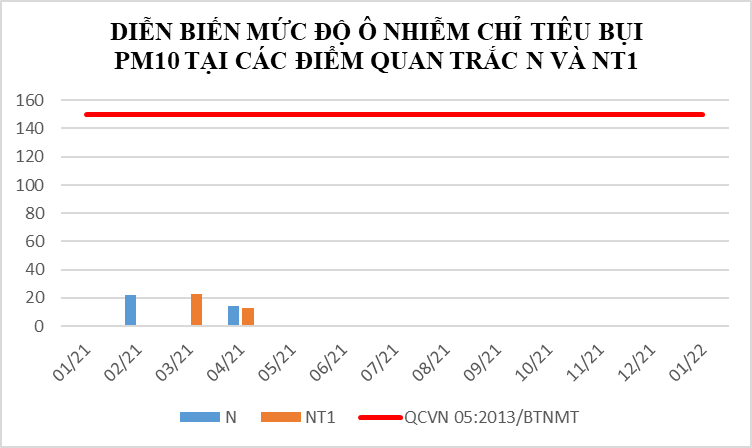 DIỄN BIẾN MỨC ĐỘ Ô NHIỄM CHỈ TIÊU BỤI
PM10 TẠI CÁC ĐIỂM QUAN TRẮC N VÀ NT1
160
140
120
100
80
60
40
20
0
01/21 02/21 03/21 04/21 05/21 06/21 07/21 08/21 09/21 10/21 11/21 12/21 01/22
N NT1 QCVN 05:2013/BTNMT